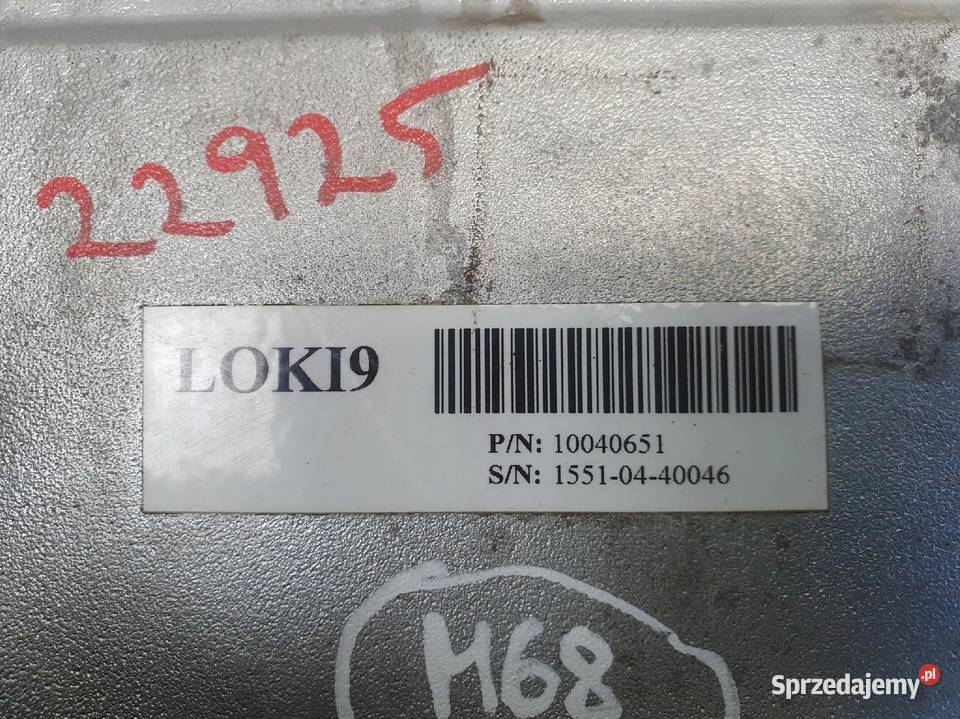 22925
LOKI9
P/N: 10040651
S/N: 1551-04-40046
M68
Sprzedajemy.pl